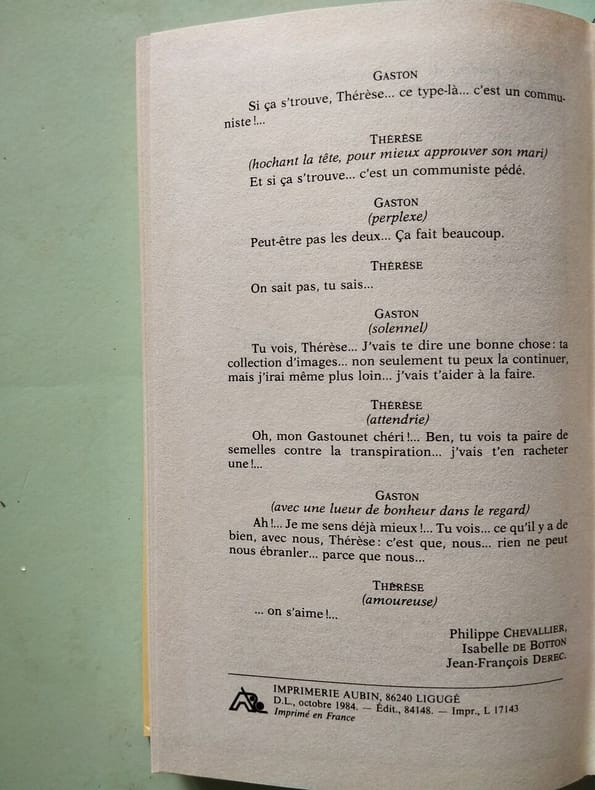 GASTON
Si ça s'trouve, Thérèse... ce type-là... c'est un commu-
niste !...
THÉRÈSE
(hochant la tête, pour mieux approuver son mari)
Et si ça s'trouve... c'est un communiste pédé.
GASTON
(perplexe)
Peut-être pas les deux... Ça fait beaucoup.
THÉRÈSE
On sait pas, tu sais...
GASTON
(solennel)
Tu vois, Thérèse... J'vais te dire une bonne chose : ta
collection d'images... non seulement tu peux la continuer,
mais j'irai même plus loin... j'vais t'aider à la faire.
THÉRÈSE
(attendrie)
Oh, mon Gastounet chéri !... Ben, tu vois ta paire de
semelles contre la transpiration... j'vais t'en racheter
une !...
GASTON
(avec une lueur de bonheur dans le regard)
Ah !... Je me sens déjà mieux !... Tu vois... ce qu'il y a de
bien, avec nous, Thérèse : c'est que, nous... rien ne peut
nous ébranler... parce que nous...
THÉRÈSE
(amoureuse)
... on s'aime !...
Philippe CHEVALLIER,
Isabelle DE BOTTON
Jean-François DEREC.
IMPRIMERIE AUBIN, 86240 LIGUGÉ
D.L., octobre 1984. — Édit., 84148. — Impr., L 17143
Imprimé en France